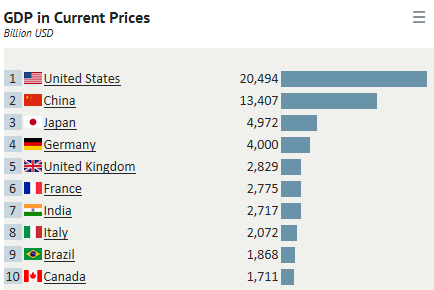 GDP in Current Prices
Billion USD
1 United States 20,494
2 China 13,407
3 Japan 4,972
4 Germany 4,000
5 United Kingdom 2,829
6 France 2,775
7 India 2,717
8 Italy 2,072
9 Brazil 1,868
10 Canada 1,711